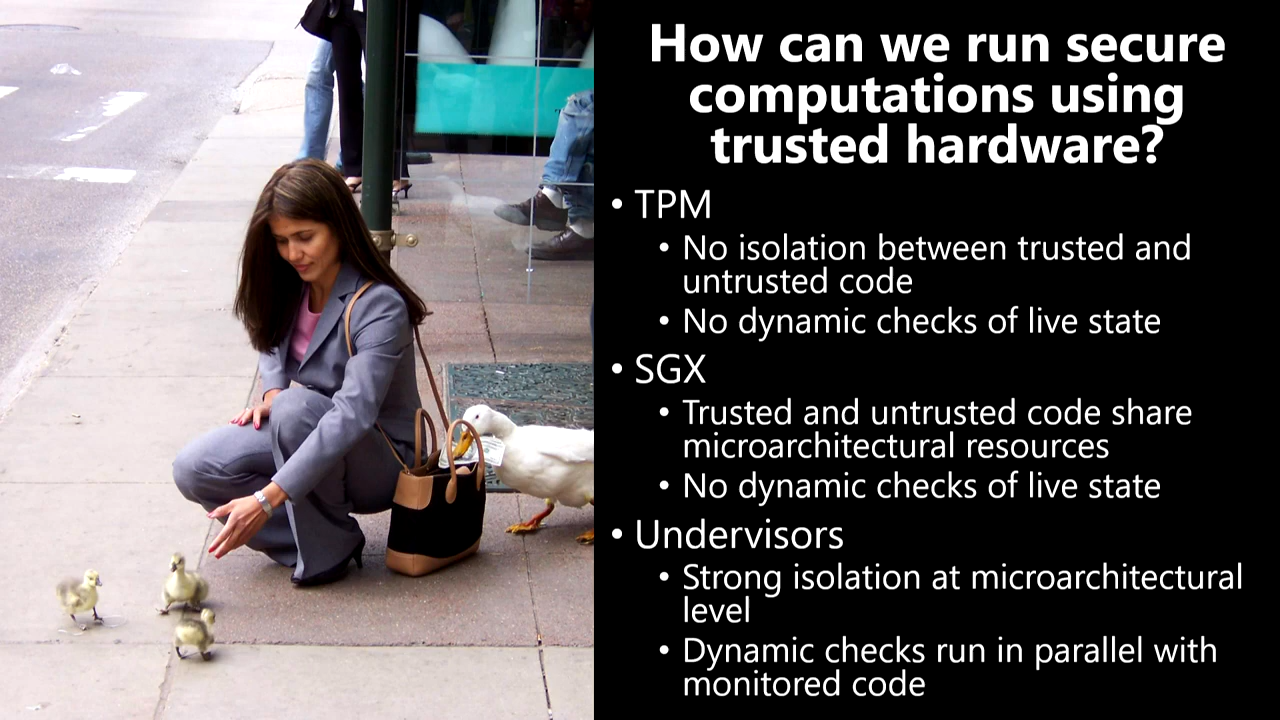 How can we run secure
computations using
trusted hardware?
• TPM
• No isolation between trusted and
untrusted code
• No dynamic checks of live state
• SGX
• Trusted and untrusted code share
microarchitectural resources
• No dynamic checks of live state
• Undervisors
• Strong isolation at microarchitectural
level
• Dynamic checks run in parallel with
monitored code